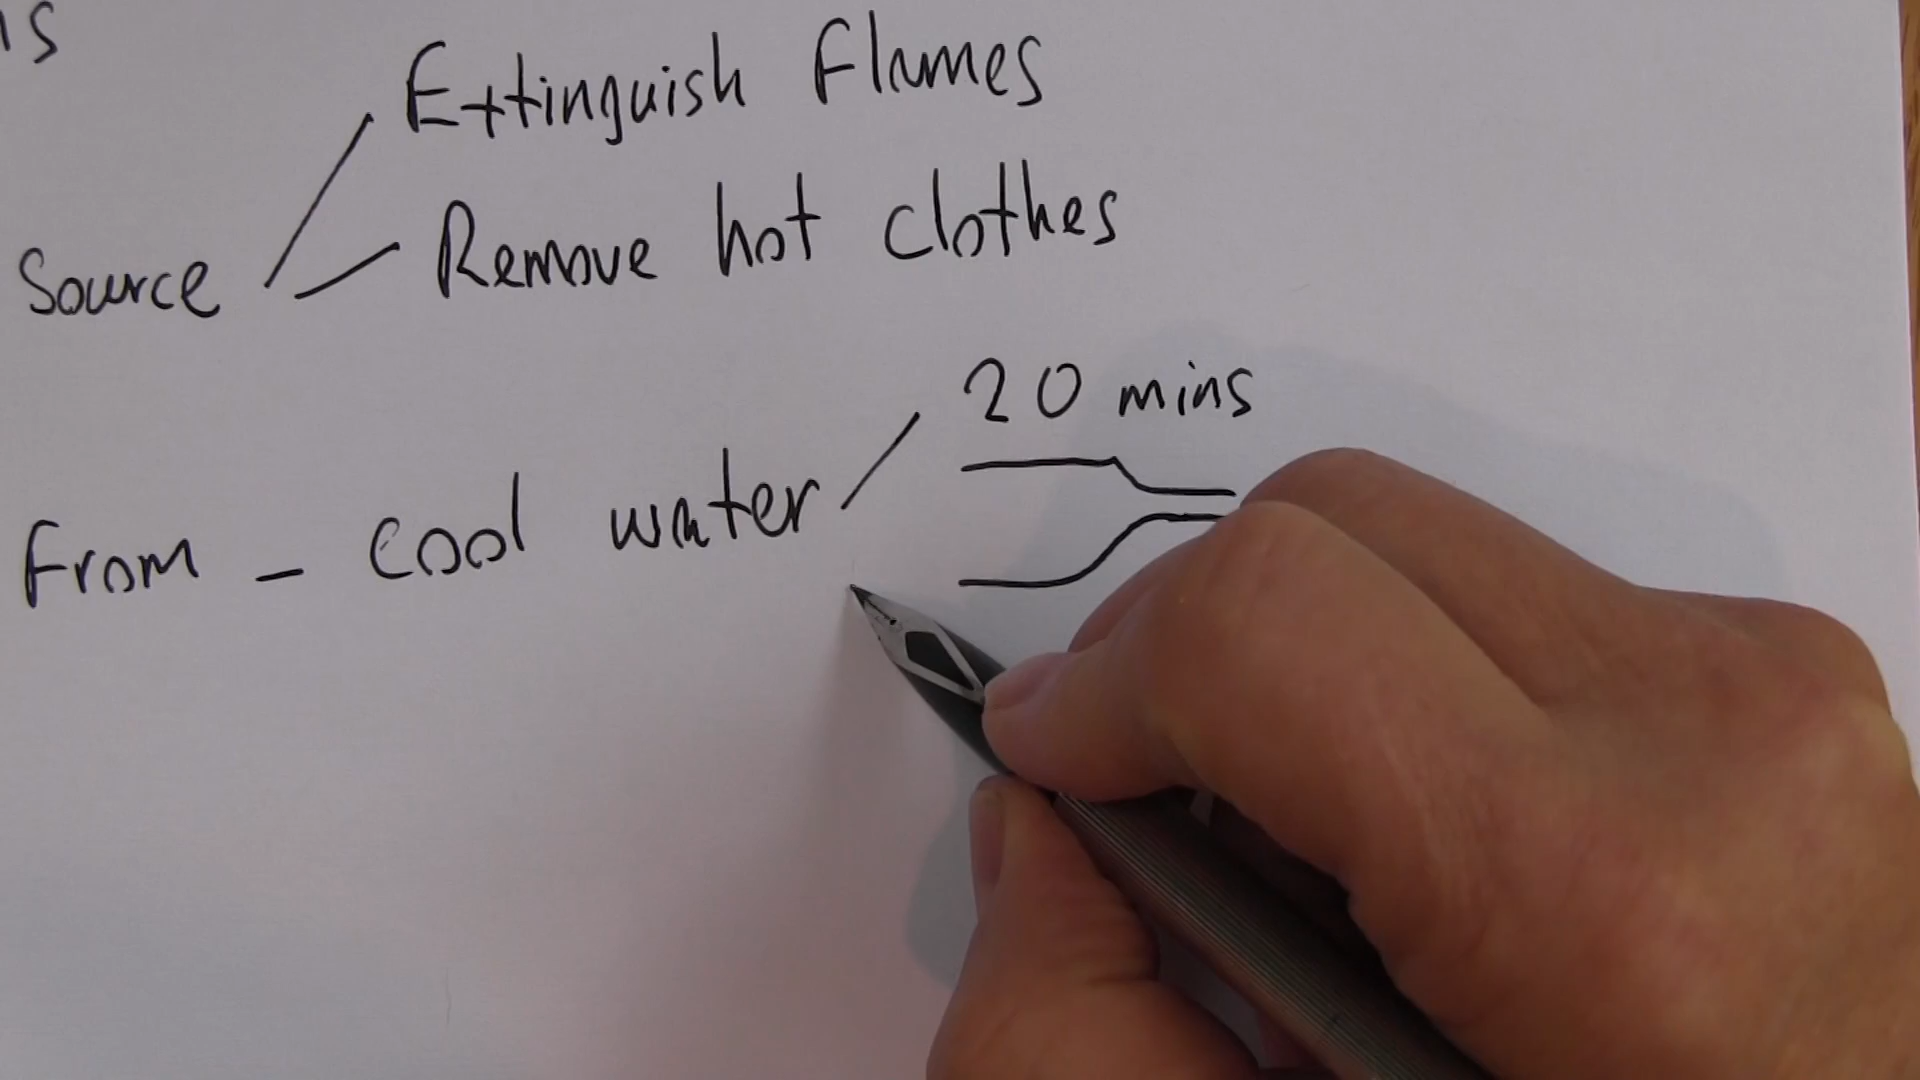 Extinguish Flames
Source
Remove hot clothes
20 mins
From - cool water